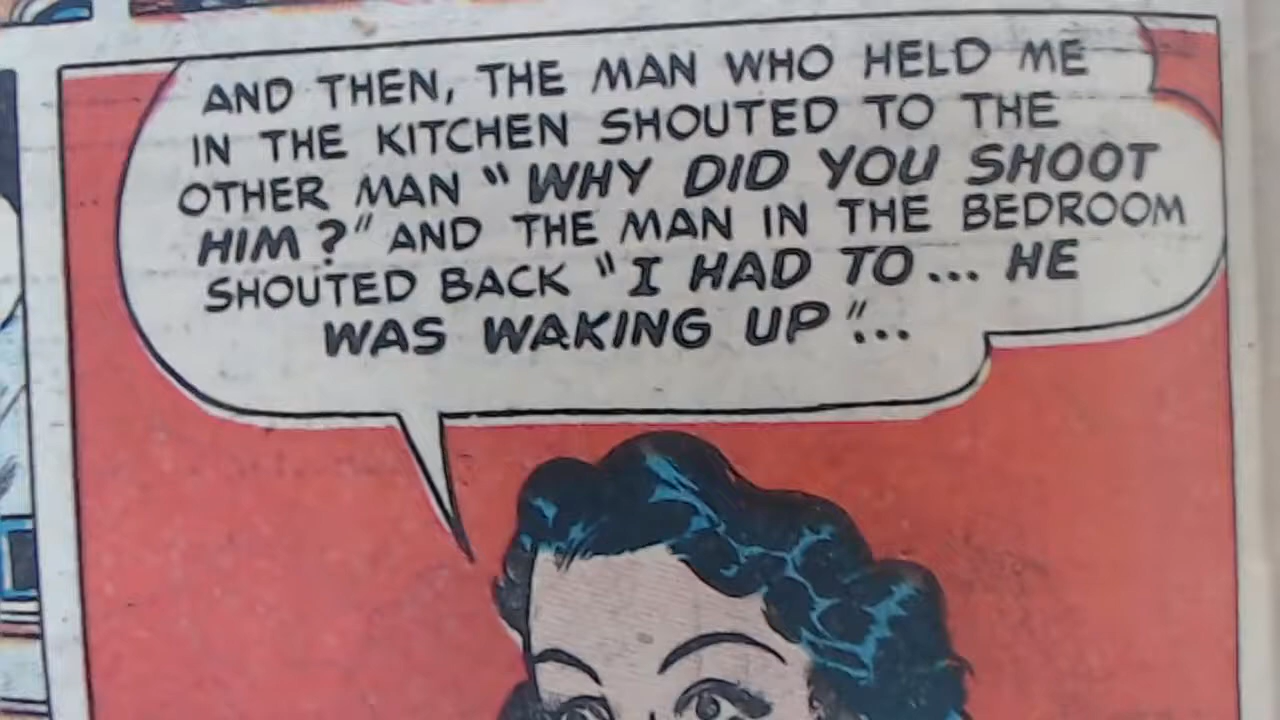 AND THEN, THE MAN WHO HELD ME
IN THE KITCHEN SHOUTED TO THE
OTHER MAN "WHY DID YOU SHOOT
HIM?" AND THE MAN IN THE BEDROOM
SHOUTED BACK "I HAD TO... HE
WAS WAKING UP"...